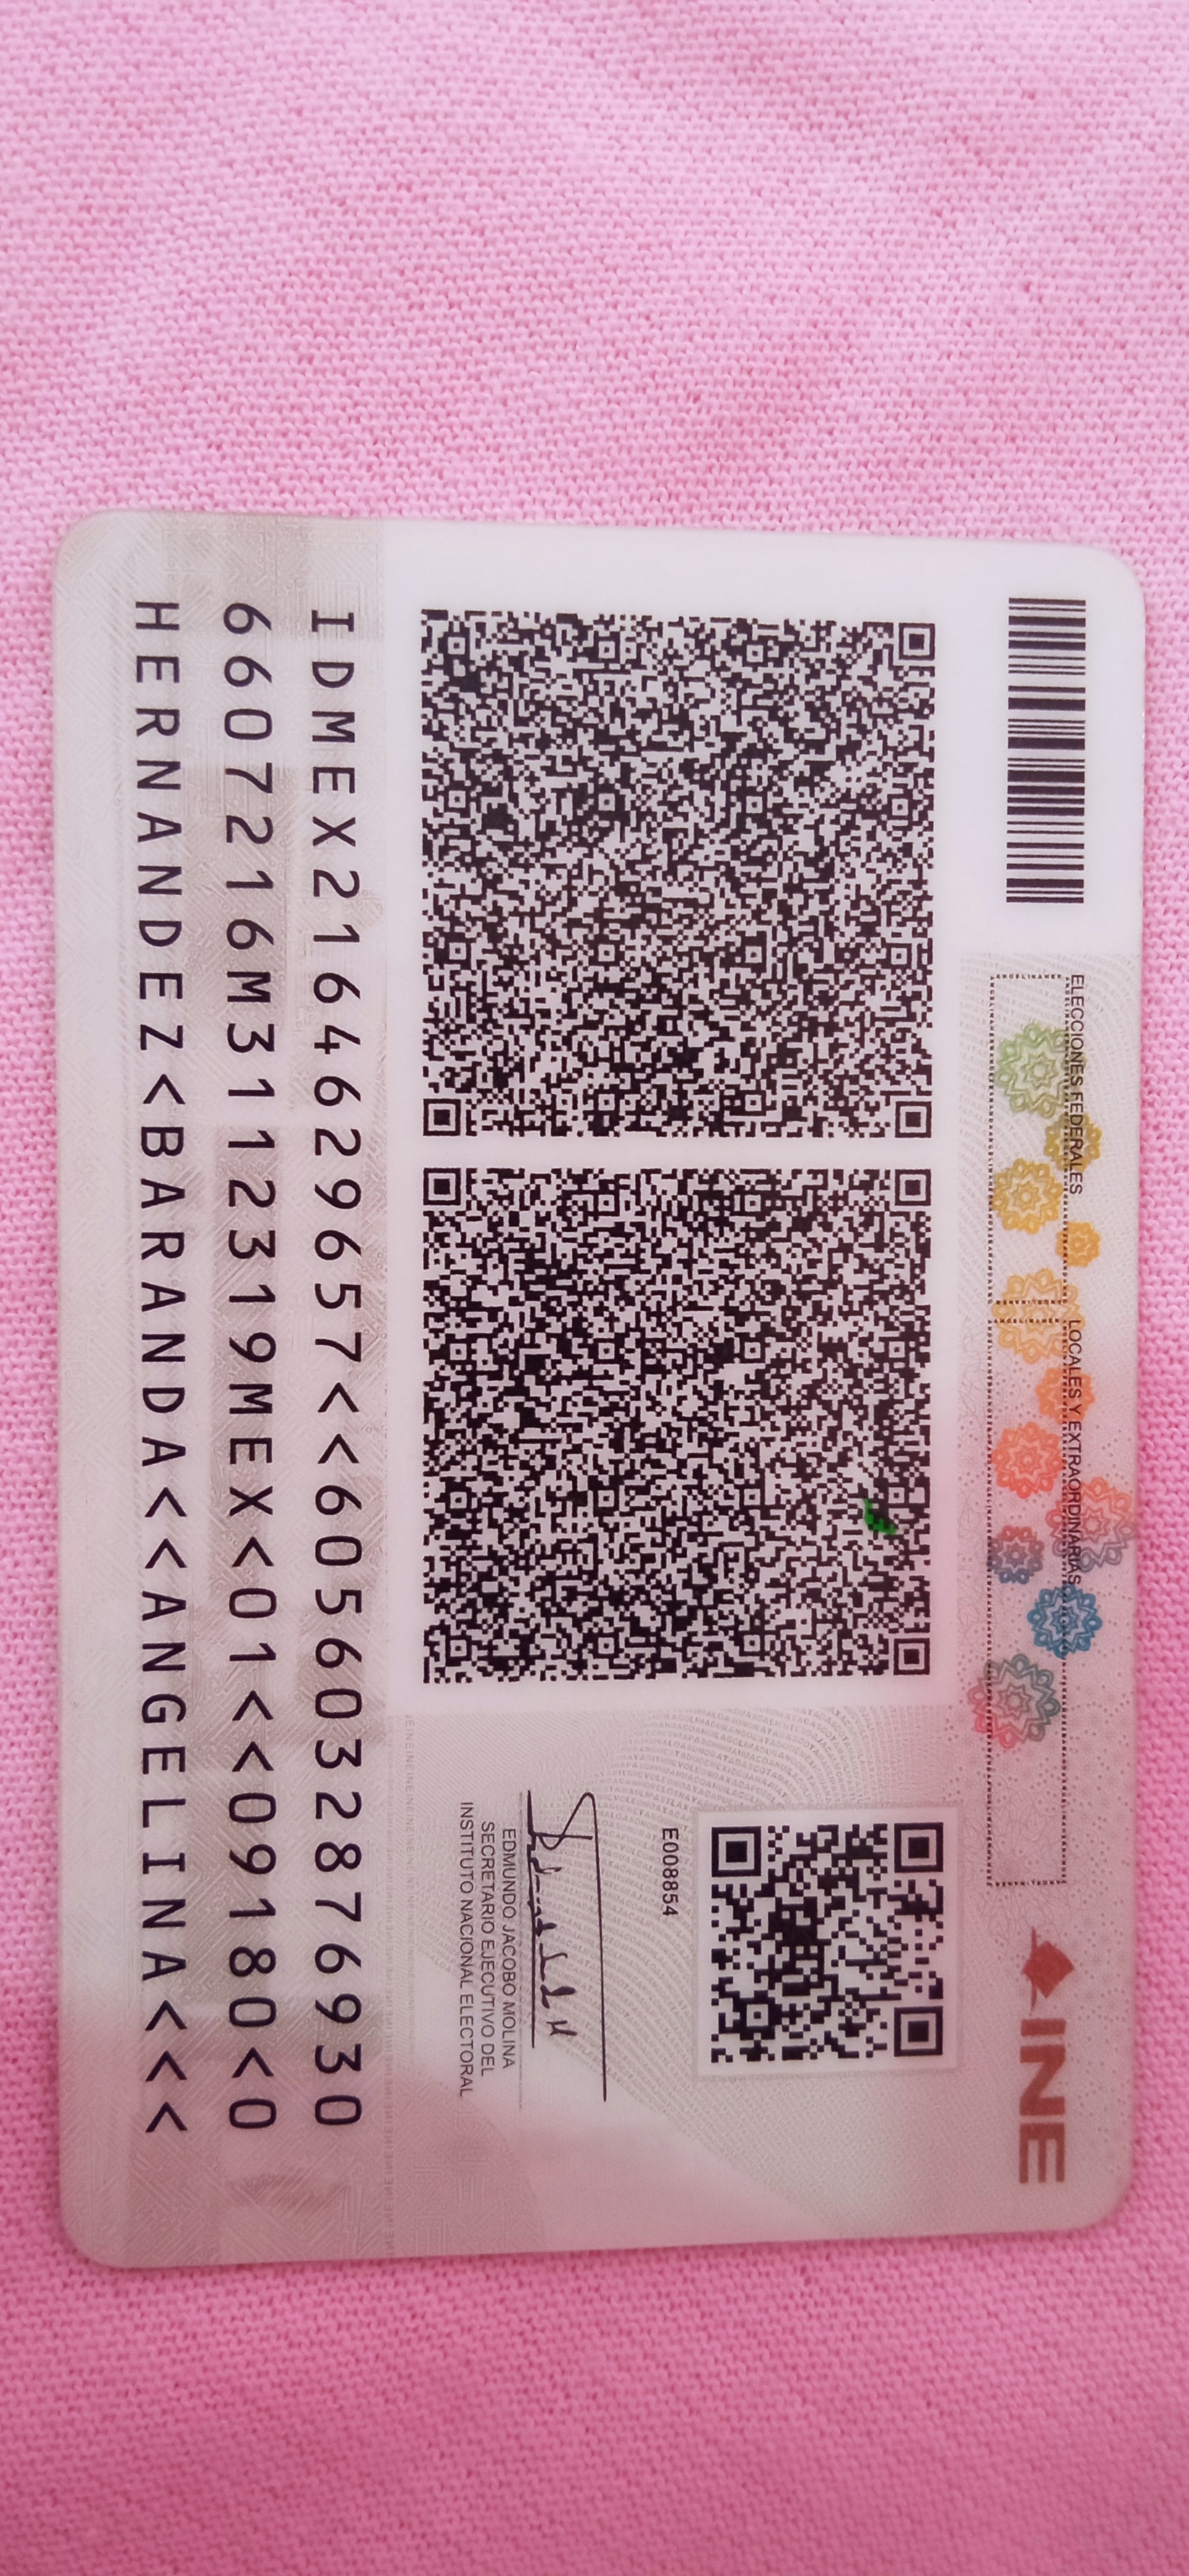 ELECCIONES FEDERALES
LOCALES Y EXTRAORDINARIAS
INE
E008854
EDMUNDO JACOBO MOLINA
SECRETARIO EJECUTIVO DEL
INSTITUTO NACIONAL ELECTORAL
IDMEX2164629657<<6056032876930
6607216M3112319MEX<01<<09180<0
HERNANDEZ<BARANDA<<ANGELINA<<<